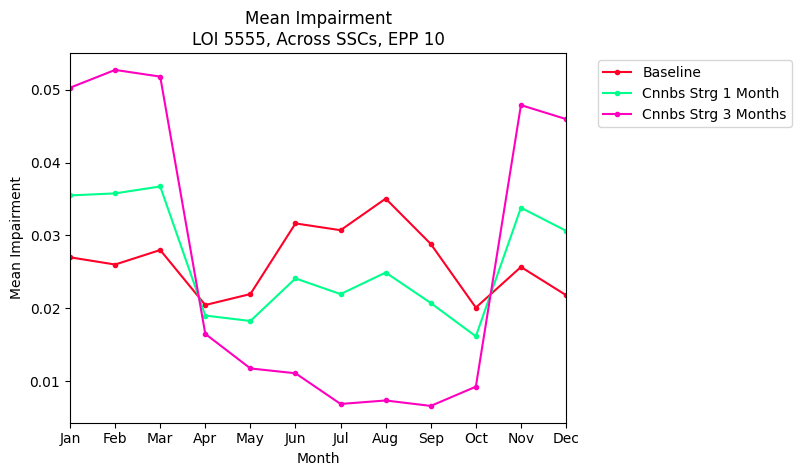 Mean Impairment
LOI 5555, Across SSCs, EPP 10
Baseline
Cnnbs Strg 1 Month
Cnnbs Strg 3 Months
Mean Impairment
0.05
0.04
0.03
0.02
0.01
Jan Feb Mar Apr May Jun Jul Aug Sep Oct Nov Dec
Month